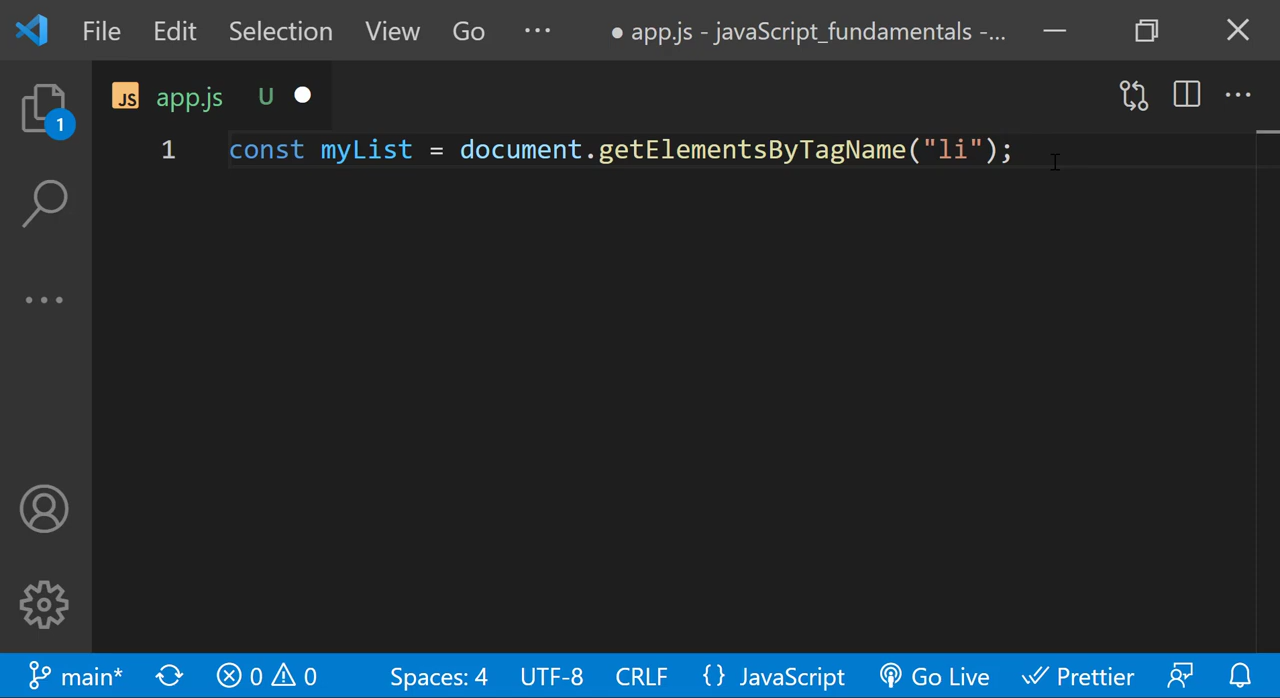 File Edit Selection View Go ··· ● app.js - javaScript_fundamentals -...
JS app.js U
1
1 const myList = document.getElementsByTagName("li");
main* 0 0 Spaces: 4 UTF-8 CRLF {} JavaScript Go Live Prettier